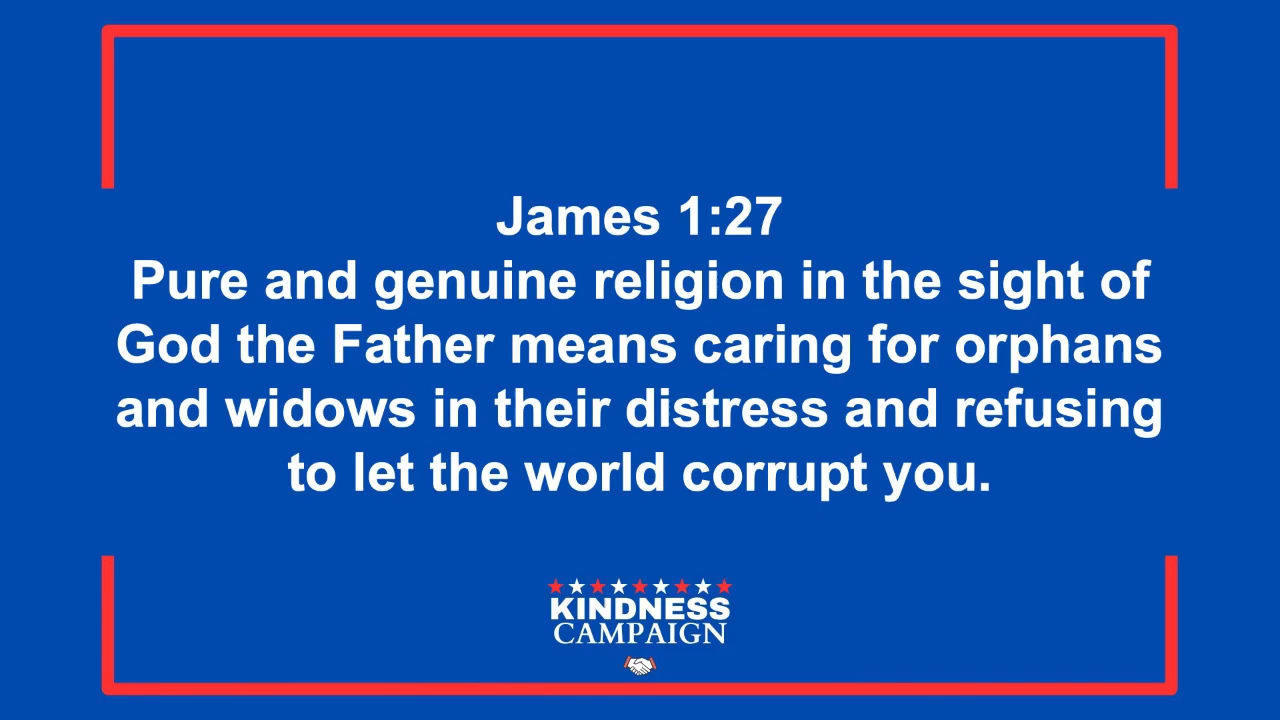 James 1:27
Pure and genuine religion in the sight of
God the Father means caring for orphans
and widows in their distress and refusing
to let the world corrupt you.
KINDNESS
CAMPAIGN